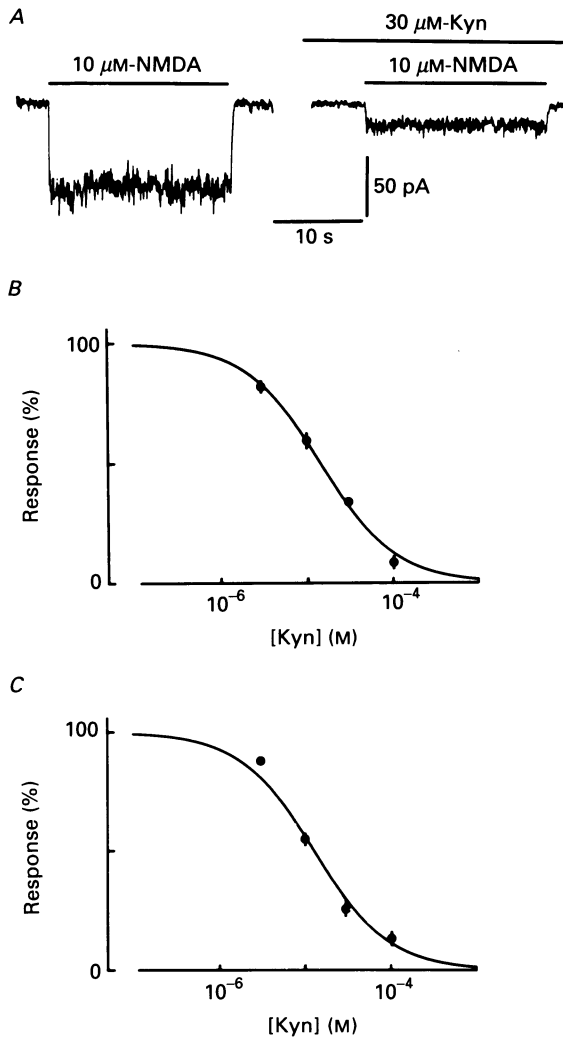 A
30 μM-Kyn
10 μM-NMDA
10 μM-NMDA
50 pA
10 s
B
100
Response (%)
0
10⁻⁶
10⁻⁴
[Kyn] (M)
C
100
Response (%)
0
10⁻⁶
10⁻⁴
[Kyn] (M)